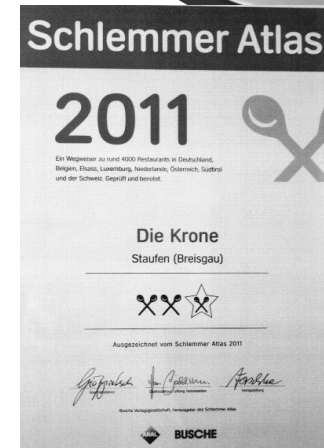 Schlemmer Atlas
2011
Ein Wegweiser zu rund 4000 Restaurants in Deutschland,
Belgien, Elsass, Luxemburg, Niederlande, Österreich, Südtirol
und der Schweiz. Geprüft und benotet.
Die Krone
Staufen (Breisgau)
Ausgezeichnet vom Schlemmer Atlas 2011
Busche Verlagsgesellschaft, Herausgeber des Schlemmer Atlas
ARAL
BUSCHE